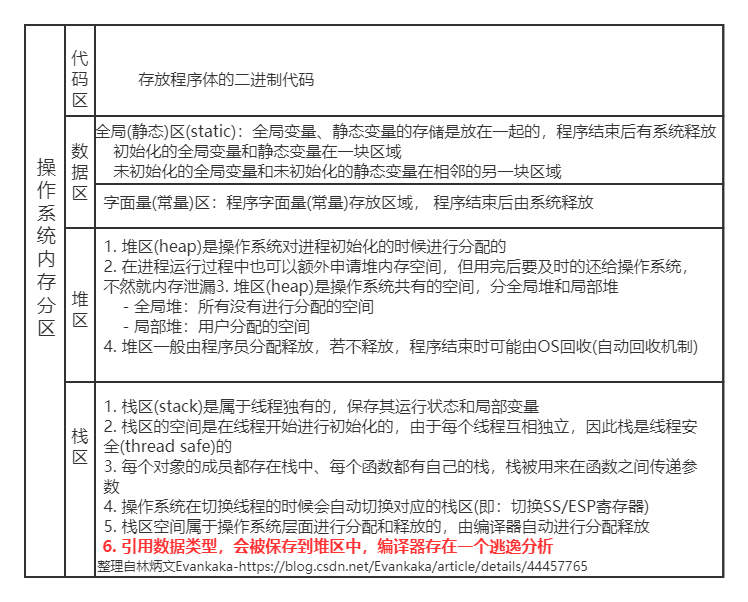 操作系统内存分区
代码区
存放程序体的二进制代码
数据区
全局(静态)区(static)：全局变量、静态变量的存储是放在一起的，程序结束后有系统释放
初始化的全局变量和静态变量在一块区域
未初始化的全局变量和未初始化的静态变量在相邻的另一块区域
字面量(常量)区：程序字面量(常量)存放区域， 程序结束后由系统释放
堆区
1. 堆区(heap)是操作系统对进程初始化的时候进行分配的
2. 在进程运行过程中也可以额外申请堆内存空间，但用完后要及时的还给操作系统，
不然就内存泄漏3. 堆区(heap)是操作系统共有的空间，分全局堆和局部堆
- 全局堆：所有没有进行分配的空间
- 局部堆：用户分配的空间
4. 堆区一般由程序员分配释放，若不释放，程序结束时可能由OS回收(自动回收机制)
栈区
1. 栈区(stack)是属于线程独有的，保存其运行状态和局部变量
2. 栈区的空间是在线程开始进行初始化的，由于每个线程互相独立，因此栈是线程安
全(thread safe)的
3. 每个对象的成员都存在栈中、每个函数都有自己的栈，栈被用来在函数之间传递参
数
4. 操作系统在切换线程的时候会自动切换对应的栈区(即：切换SS/ESP寄存器)
5. 栈区空间属于操作系统层面进行分配和释放的，由编译器自动进行分配释放
6. 引用数据类型，会被保存到堆区中，编译器存在一个逃逸分析
整理自林炳文Evankaka-https://blog.csdn.net/Evankaka/article/details/44457765